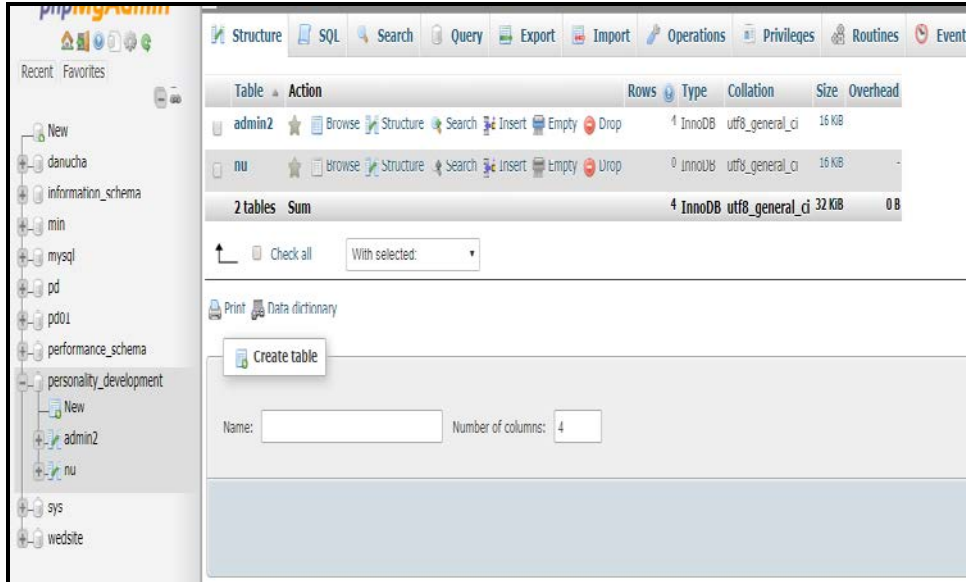 phpMyAdmin
Recent Favorites
New
danucha
information_schema
min
mysql
pd
pd01
performance_schema
personality_development
New
admin2
nu
sys
wedsite
Structure SQL Search Query Export Import Operations Privileges Routines Event
Table Action Rows Type Collation Size Overhead
admin2 Browse Structure Search Insert Empty Drop 4 InnoDB utf8_general_ci 16 KiB
nu Browse Structure Search Insert Empty Drop 0 InnoDB utf8_general_ci 16 KiB -
2 tables Sum 4 InnoDB utf8_general_ci 32 KiB 0 B
Check all With selected:
Print Data dictionary
Create table
Name: Number of columns: 4